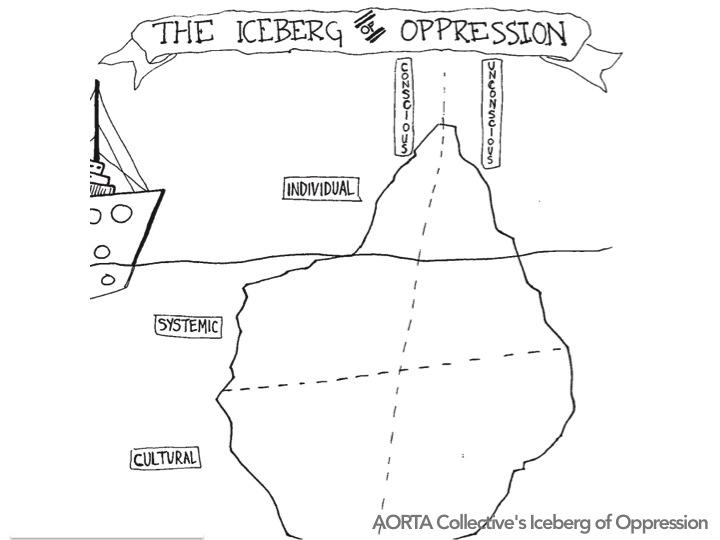 THE ICEBERG OF OPPRESSION
CONSCIOUS
UNCONSCIOUS
INDIVIDUAL
SYSTEMIC
CULTURAL
AORTA Collective's Iceberg of Oppression